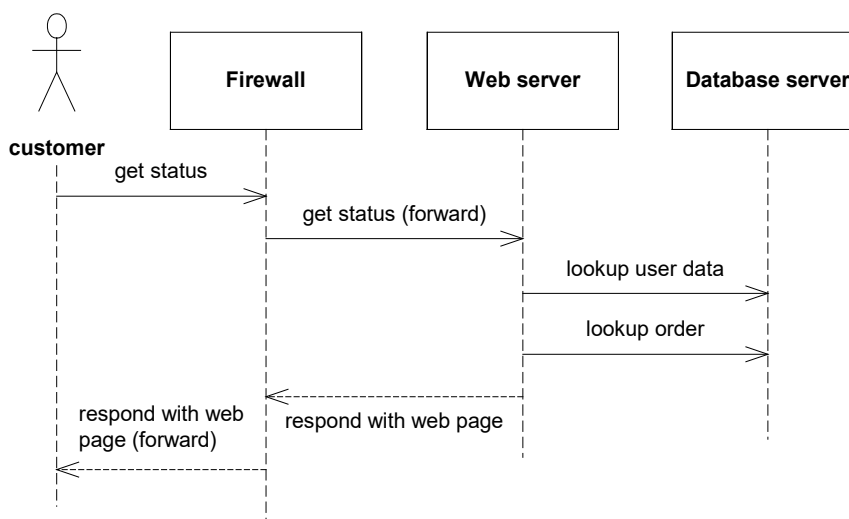 Firewall
Web server
Database server
customer
get status
get status (forward)
lookup user data
lookup order
respond with web
page (forward)
respond with web page